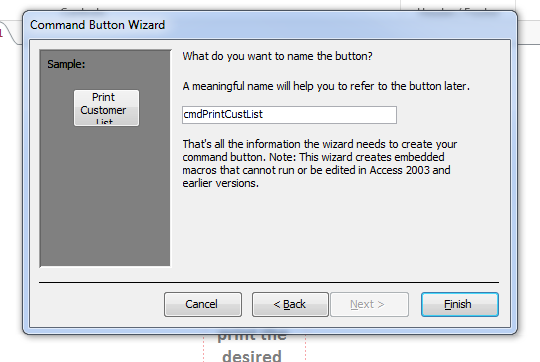 Command Button Wizard
Sample:
Print
Customer
List
What do you want to name the button?
A meaningful name will help you to refer to the button later.
cmdPrintCustList
That's all the information the wizard needs to create your
command button. Note: This wizard creates embedded
macros that cannot run or be edited in Access 2003 and
earlier versions.
Cancel
< Back
Next >
Finish
print the
desired